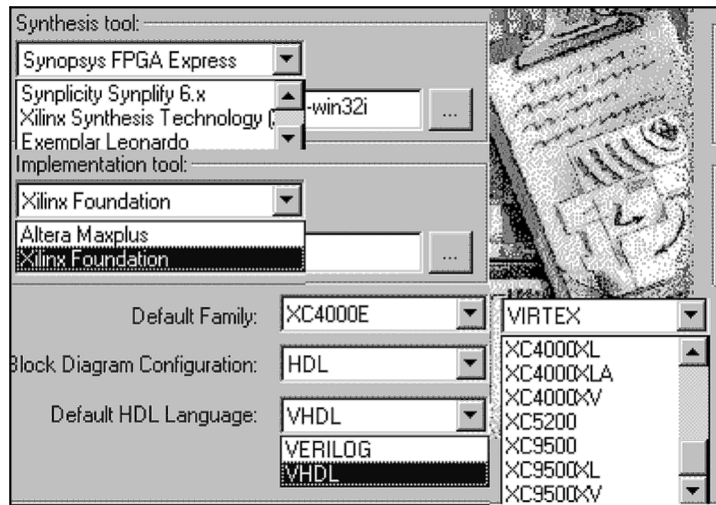 Synthesis tool:
Synopsys FPGA Express
Synplicity Synplify 6.x
Xilinx Synthesis Technology (
Exemplar Leonardo
-win32i
...
Implementation tool:
Xilinx Foundation
Altera Maxplus
Xilinx Foundation
...
Default Family:
XC4000E
Block Diagram Configuration:
HDL
Default HDL Language:
VHDL
VERILOG
VHDL
VIRTEX
XC4000XL
XC4000XLA
XC4000XV
XC5200
XC9500
XC9500XL
XC9500XV